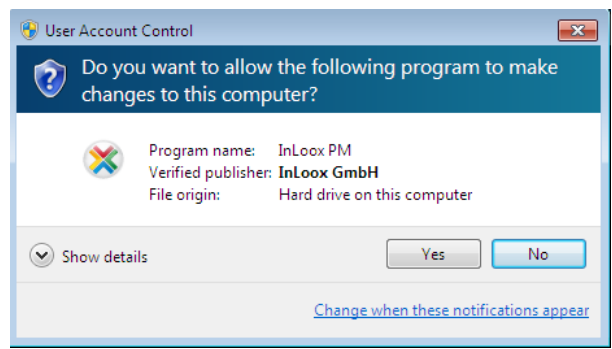 User Account Control
Do you want to allow the following program to make
changes to this computer?
Program name: InLoox PM
Verified publisher: InLoox GmbH
File origin: Hard drive on this computer
Show details
Yes
No
Change when these notifications appear